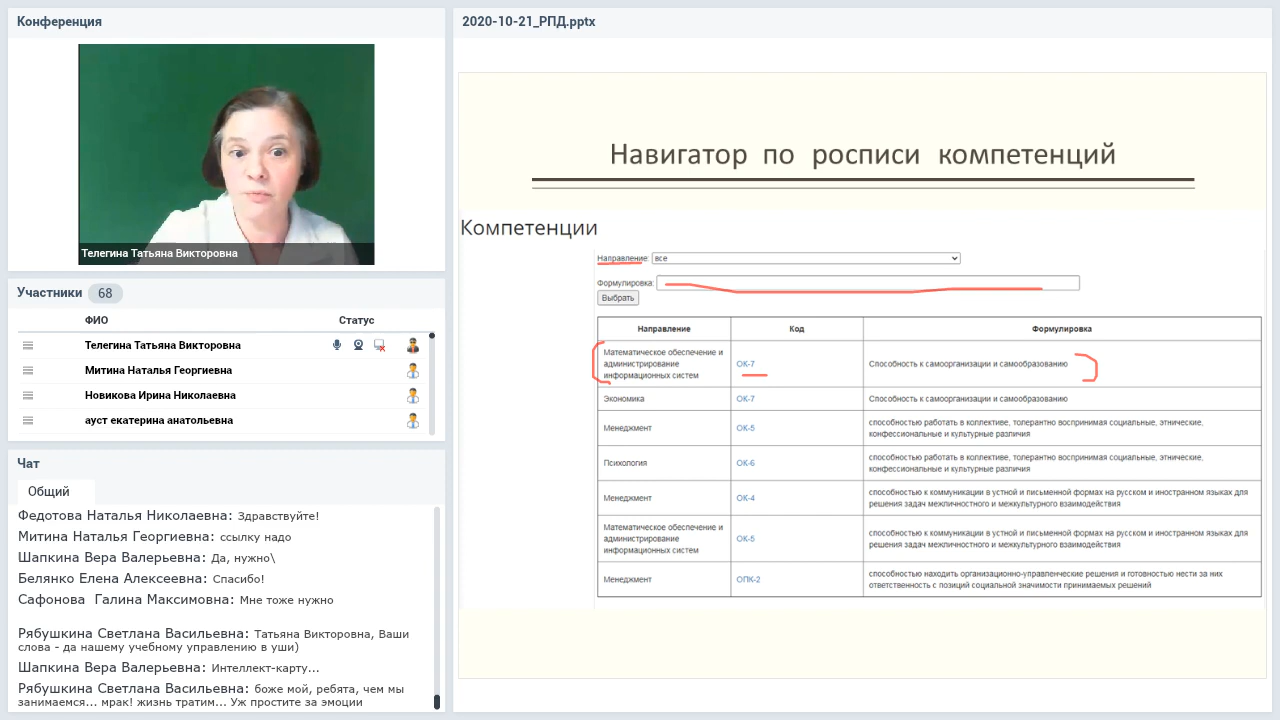 Конференция
Телегина Татьяна Викторовна
Участники 68
ФИО Статус
Телегина Татьяна Викторовна
Митина Наталья Георгиевна
Новикова Ирина Николаевна
ауст екатерина анатольевна
Чат
Общий
Федотова Наталья Николаевна: Здравствуйте!
Митина Наталья Георгиевна: ссылку надо
Шапкина Вера Валерьевна: Да, нужно\
Белянко Елена Алексеевна: Спасибо!
Сафонова Галина Максимовна: Мне тоже нужно
Рябушкина Светлана Васильевна: Татьяна Викторовна, Ваши
слова - да нашему учебному управлению в уши)
Шапкина Вера Валерьевна: Интеллект-карту...
Рябушкина Светлана Васильевна: боже мой, ребята, чем мы
занимаемся... мрак! жизнь тратим... Уж простите за эмоции
2020-10-21_РПД.pptx
Навигатор по росписи компетенций
Компетенции
Направление: все
Формулировка:
Выбрать
Направление Код Формулировка
Математическое обеспечение и
администрирование
информационных систем
ОК-7
Способность к самоорганизации и самообразованию
Экономика ОК-7 Способность к самоорганизации и самообразованию
Менеджмент ОК-5
способностью работать в коллективе, толерантно воспринимая социальные, этнические,
конфессиональные и культурные различия
Психология ОК-6
способностью работать в коллективе, толерантно воспринимая социальные, этнические,
конфессиональные и культурные различия
Менеджмент ОК-4
способностью к коммуникации в устной и письменной формах на русском и иностранном языках для
решения задач межличностного и межкультурного взаимодействия
Математическое обеспечение и
администрирование
информационных систем
ОК-5
способностью к коммуникации в устной и письменной формах на русском и иностранном языках для
решения задач межличностного и межкультурного взаимодействия
Менеджмент ОПК-2
способностью находить организационно-управленческие решения и готовностью нести за них
ответственность с позиций социальной значимости принимаемых решений